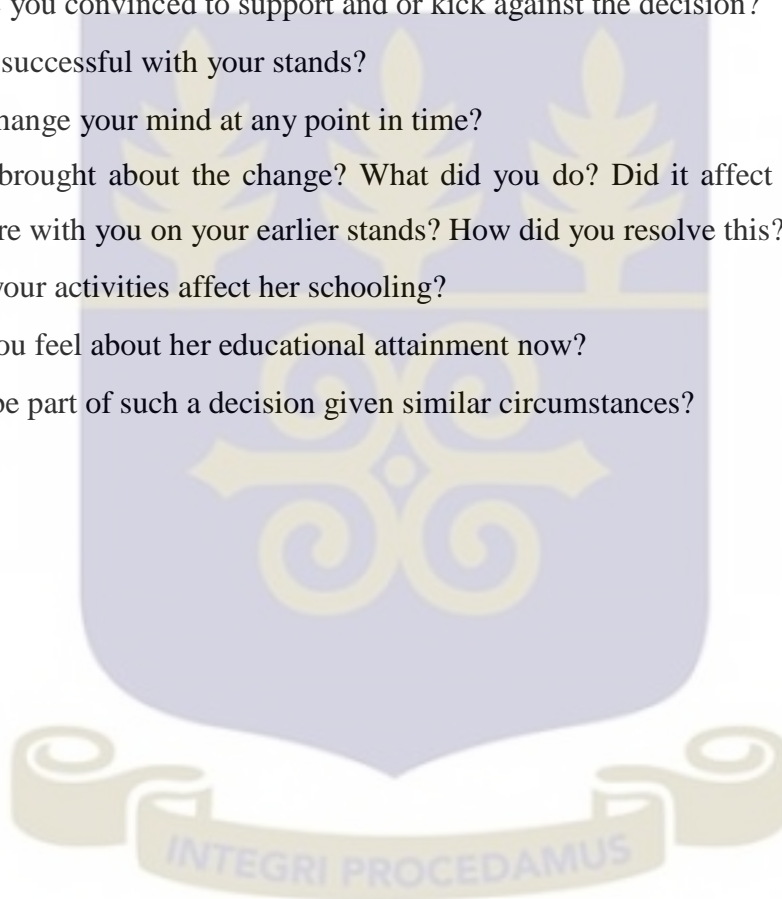 you convinced to support and or kick against the decision?
successful with your stands?
hange your mind at any point in time?
brought about the change? What did you do? Did it affect
re with you on your earlier stands? How did you resolve this?
your activities affect her schooling?
ou feel about her educational attainment now?
be part of such a decision given similar circumstances?
INTEGRI PROCEDAMUS